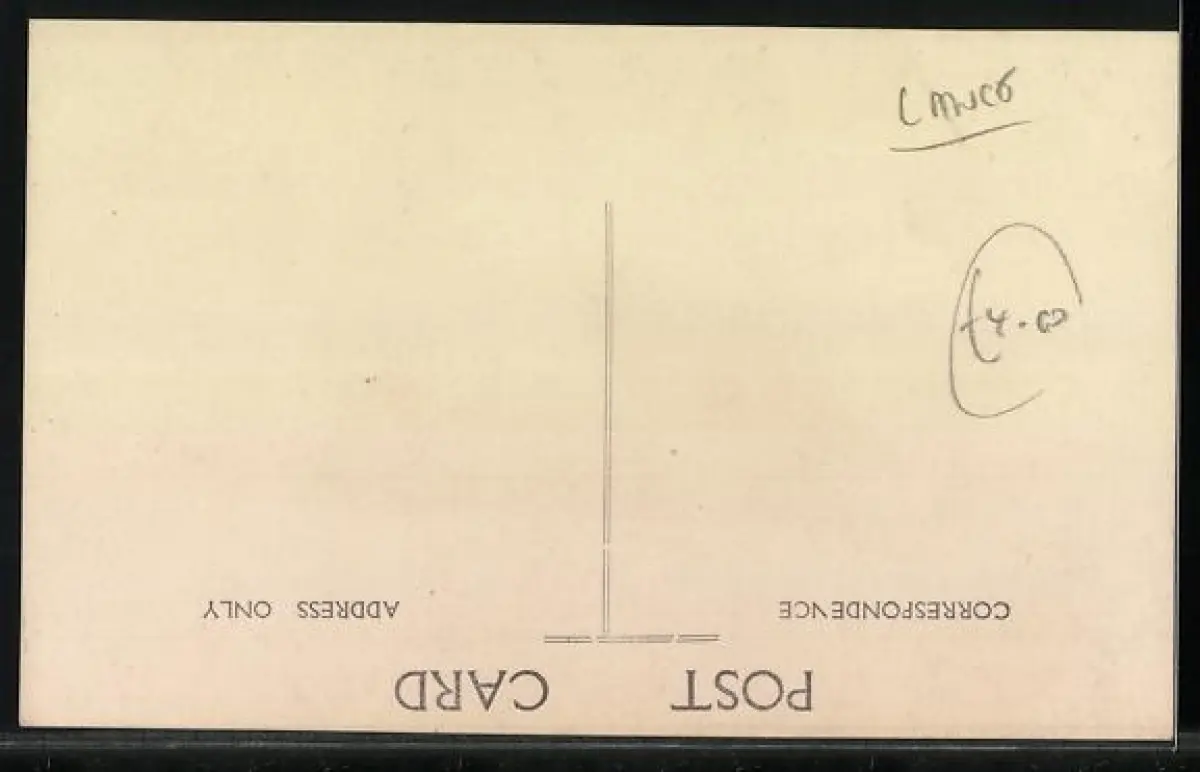 £4.00
ADDRESS ONLY
CORRESPONDENCE
POST CARD